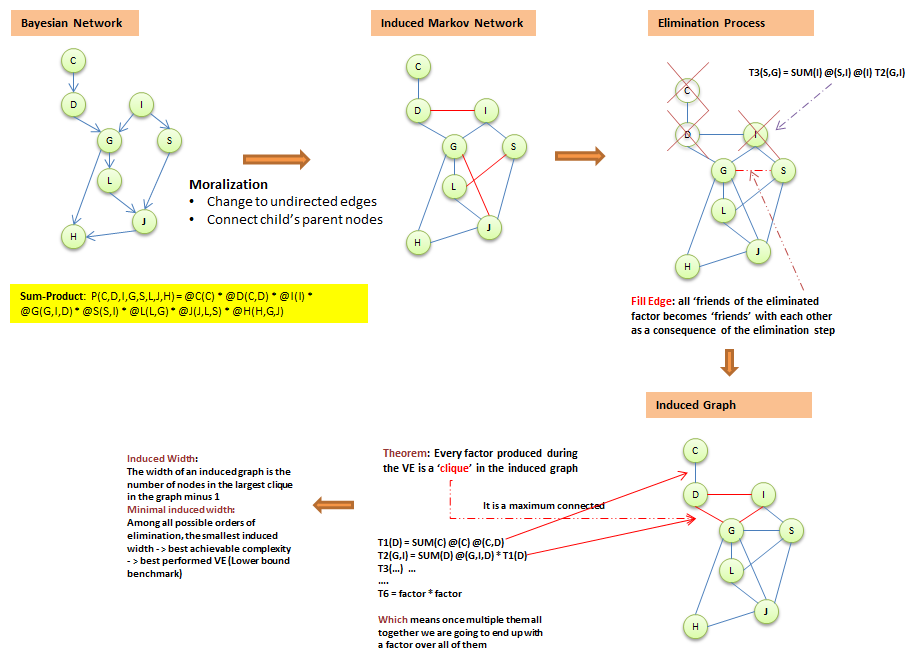 Bayesian Network
Induced Markov Network
Elimination Process
C
D
I
G
S
L
J
H
C
D
I
G
S
L
J
H
C
D
I
G
S
L
J
H
T3(S,G) = SUM(I) @(S,I) @(I) T2(G,I)
Moralization
• Change to undirected edges
• Connect child's parent nodes
Sum-Product: P(C,D,I,G,S,L,J,H) = @C(C) * @D(C,D) * @I(I) *
@G(G,I,D) * @S(S,I) * @L(L,G) * @J(J,L,S) * @H(H,G,J)
Fill Edge: all 'friends of the eliminated
factor becomes 'friends' with each other
as a consequence of the elimination step
Induced Graph
Induced Width:
The width of an induced graph is the
number of nodes in the largest clique
in the graph minus 1
Minimal induced width:
Among all possible orders of
elimination, the smallest induced
width -> best achievable complexity
-> best performed VE (Lower bound
benchmark)
Theorem: Every factor produced during
the VE is a 'clique' in the induced graph
It is a maximum connected
T1(D) = SUM(C) @(C) @(C,D)
T2(G,I) = SUM(D) @(G,I,D) * T1(D)
T3(...) ...
....
T6 = factor * factor
Which means once multiple them all
together we are going to end up with
a factor over all of them
C
D
I
G
S
L
J
H